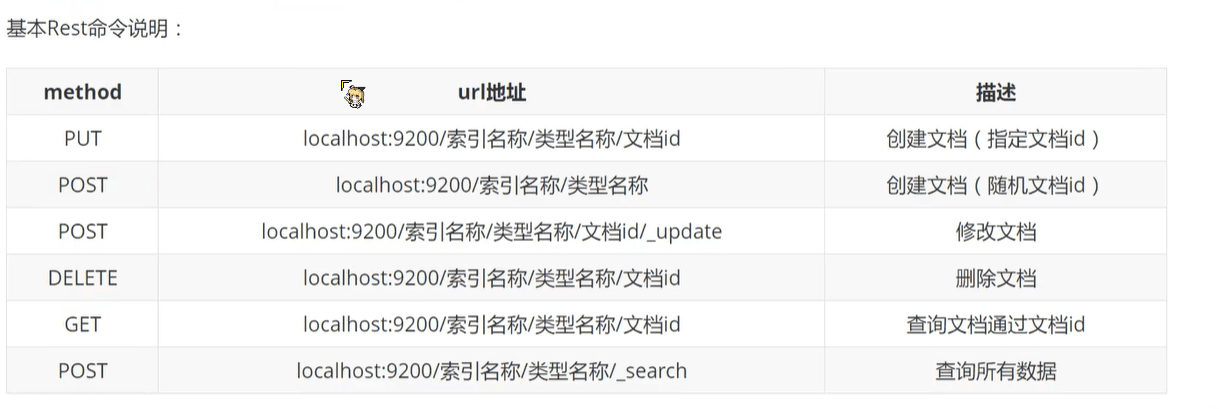 基本Rest命令说明：
method url地址 描述
PUT localhost:9200/索引名称/类型名称/文档id 创建文档（指定文档id）
POST localhost:9200/索引名称/类型名称 创建文档（随机文档id）
POST localhost:9200/索引名称/类型名称/文档id/_update 修改文档
DELETE localhost:9200/索引名称/类型名称/文档id 删除文档
GET localhost:9200/索引名称/类型名称/文档id 查询文档通过文档id
POST localhost:9200/索引名称/类型名称/_search 查询所有数据